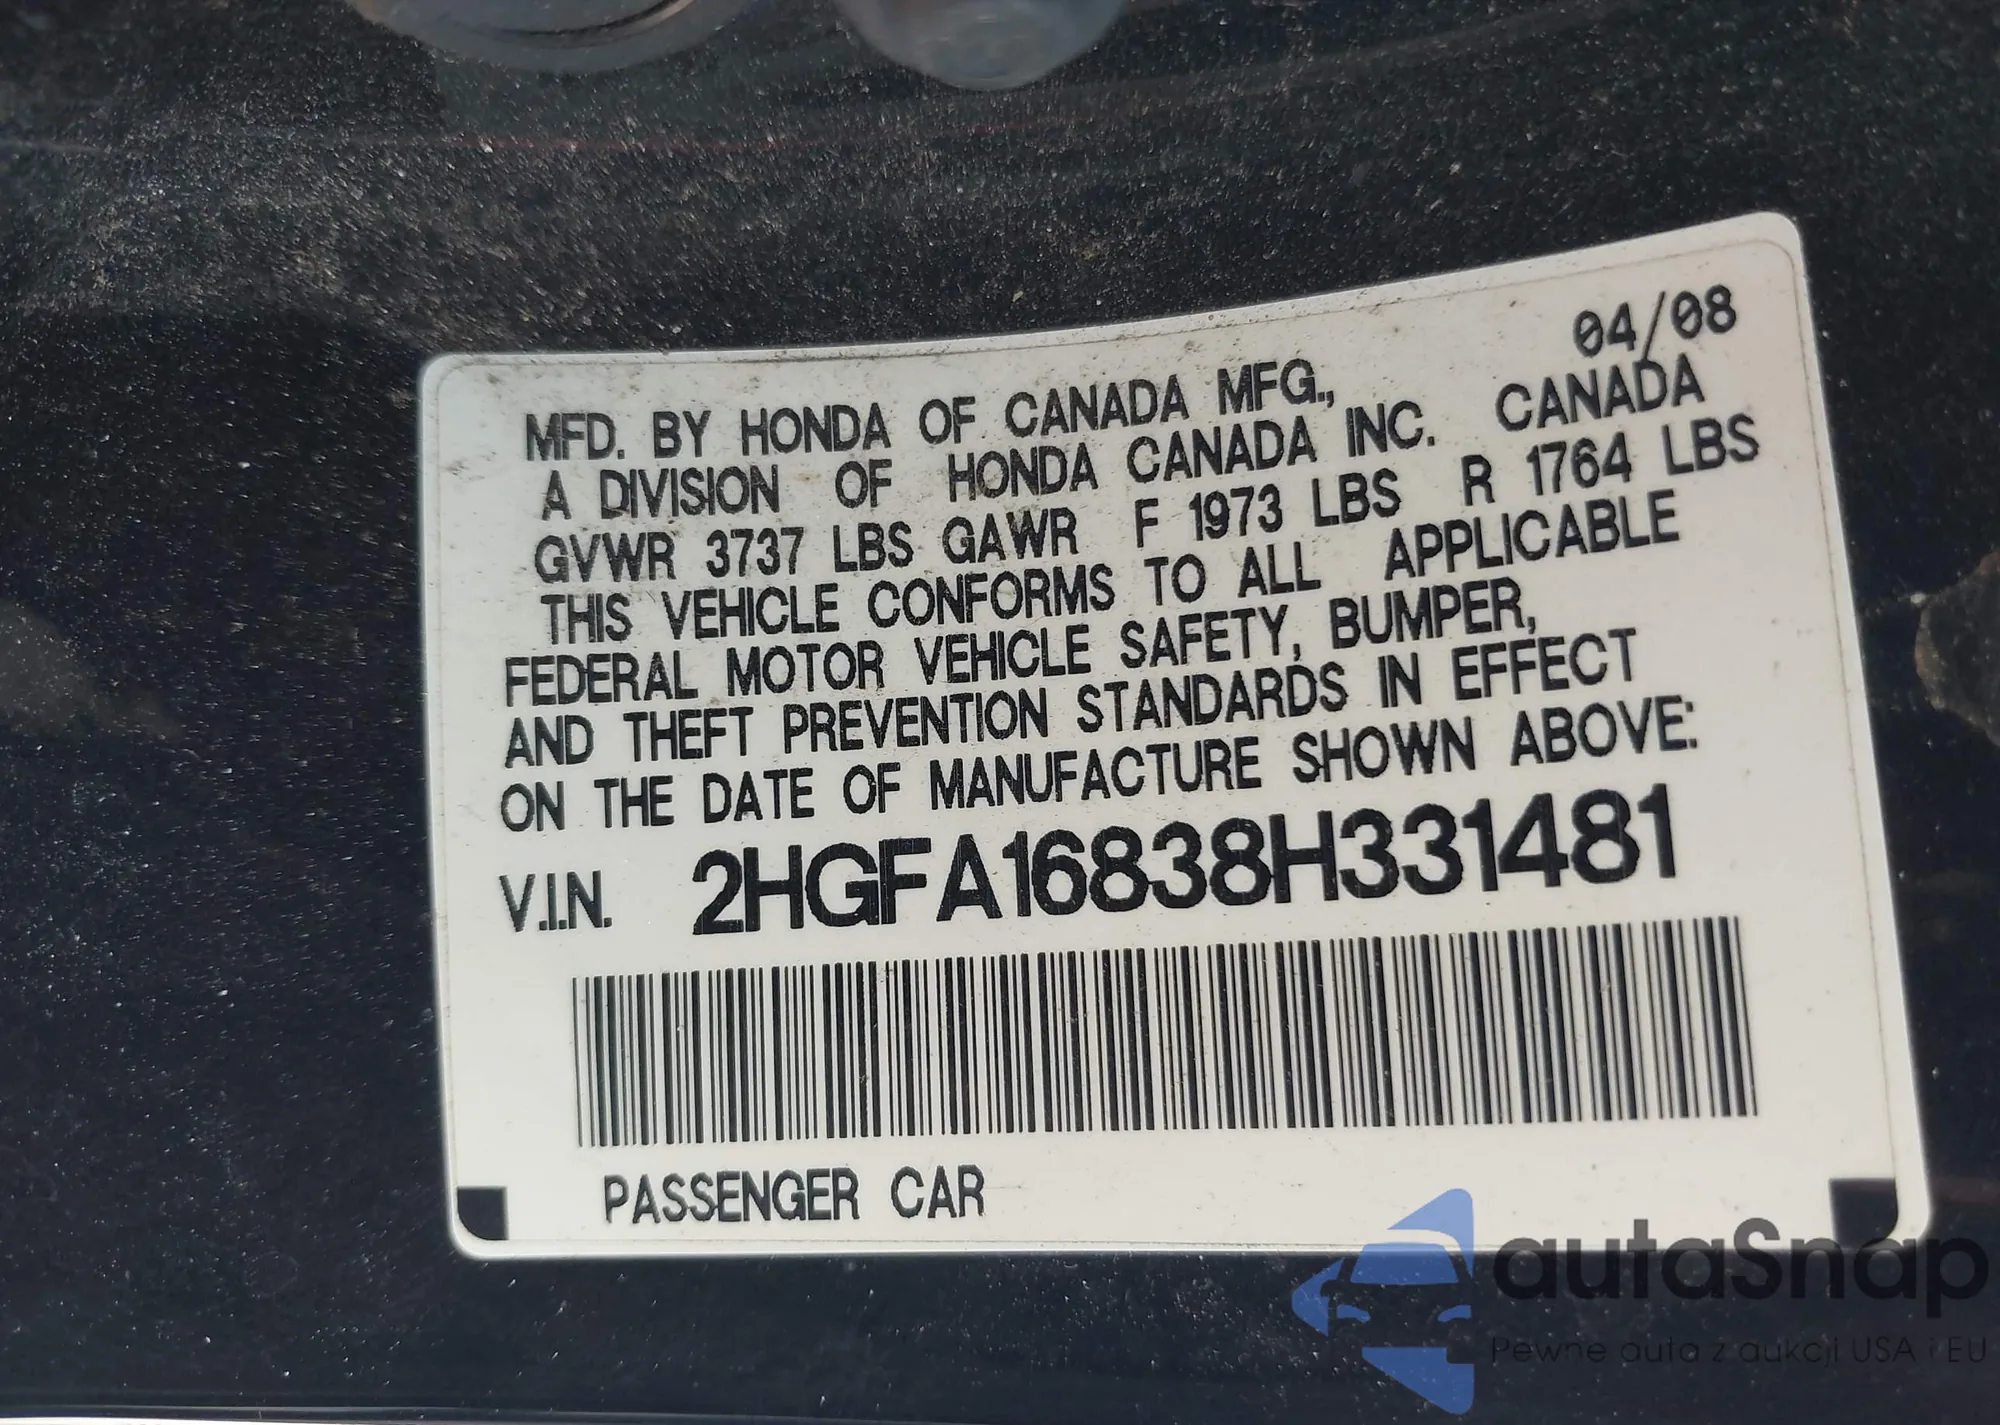 04/08
MFD. BY HONDA OF CANADA MFG.,
A DIVISION OF HONDA CANADA INC. CANADA
GVWR 3737 LBS GAWR F 1973 LBS R 1764 LBS
THIS VEHICLE CONFORMS TO ALL APPLICABLE
FEDERAL MOTOR VEHICLE SAFETY, BUMPER,
AND THEFT PREVENTION STANDARDS IN EFFECT
ON THE DATE OF MANUFACTURE SHOWN ABOVE:
V.I.N. 2HGFA16838H331481
PASSENGER CAR
autaSnap
Pewne auta z aukcji USA i EU